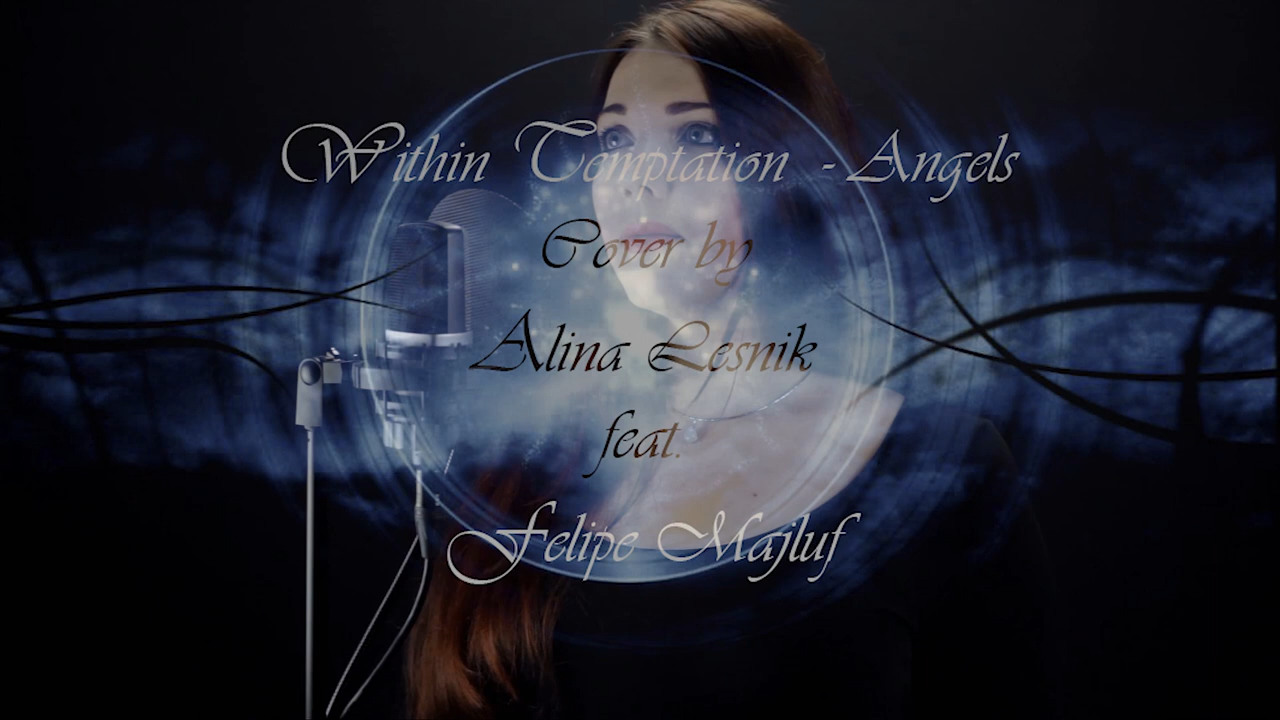 Within Temptation - Angels
Cover by
Alina Lesnik
feat.
Felipe Majluf